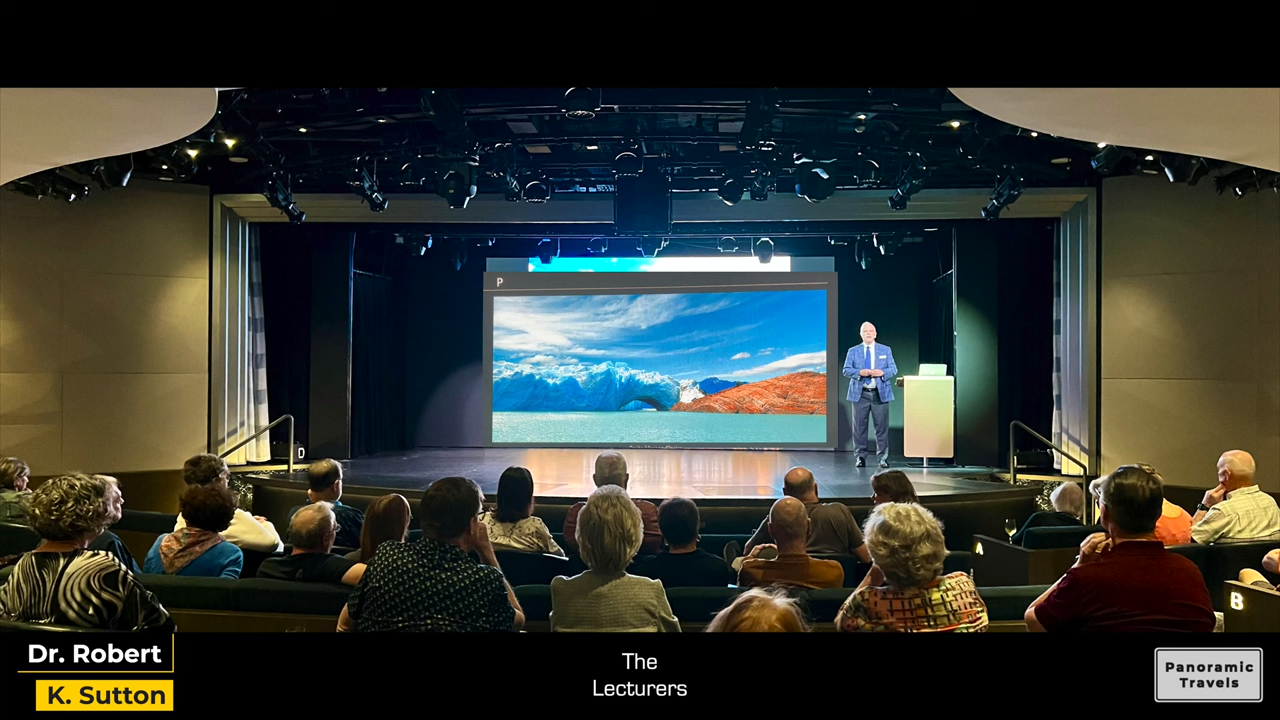 P
D
A
B
Dr. Robert
K. Sutton
The
Lecturers
Panoramic
Travels